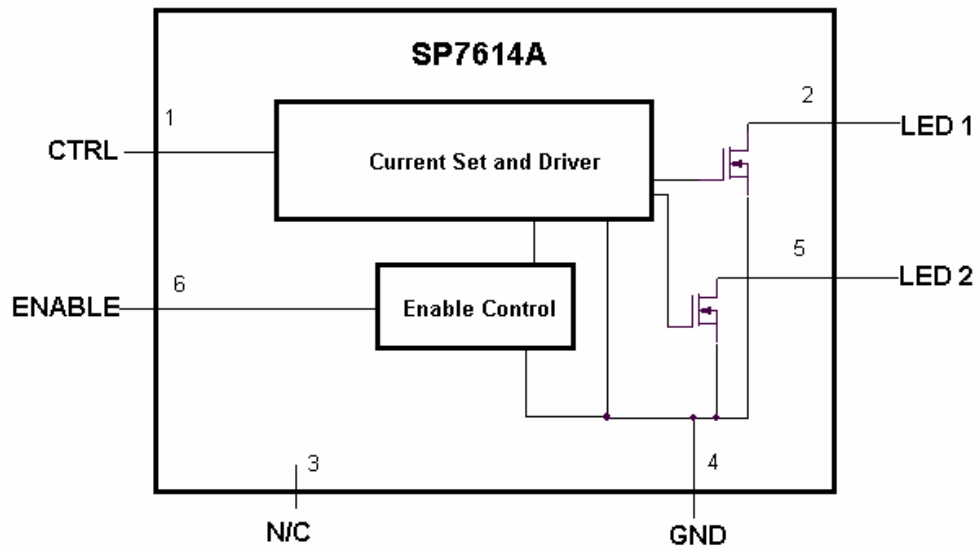 SP7614A
1
CTRL
Current Set and Driver
2
LED 1
6
ENABLE
Enable Control
5
LED 2
3
N/C
4
GND